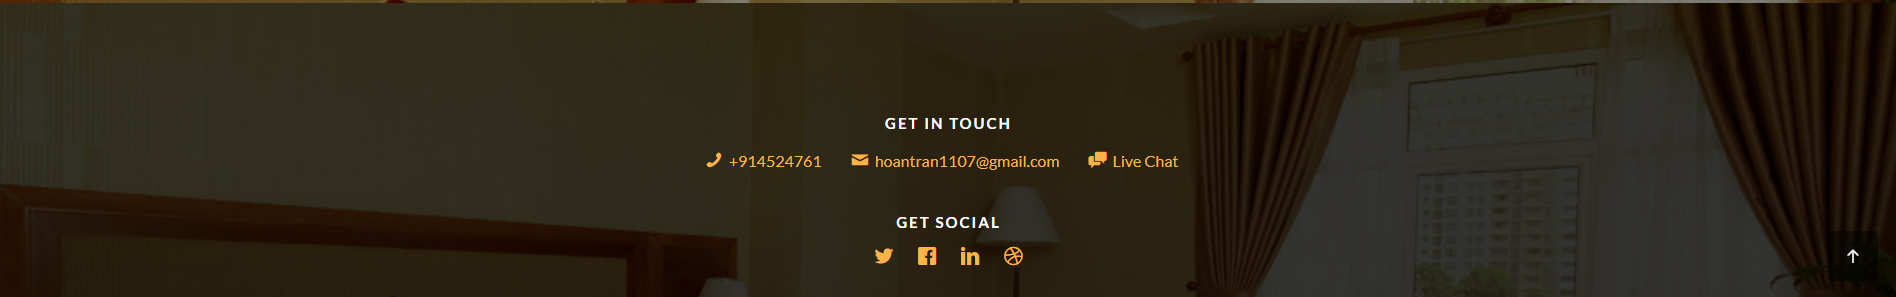 GET IN TOUCH
+914524761 hoantran1107@gmail.com Live Chat
GET SOCIAL